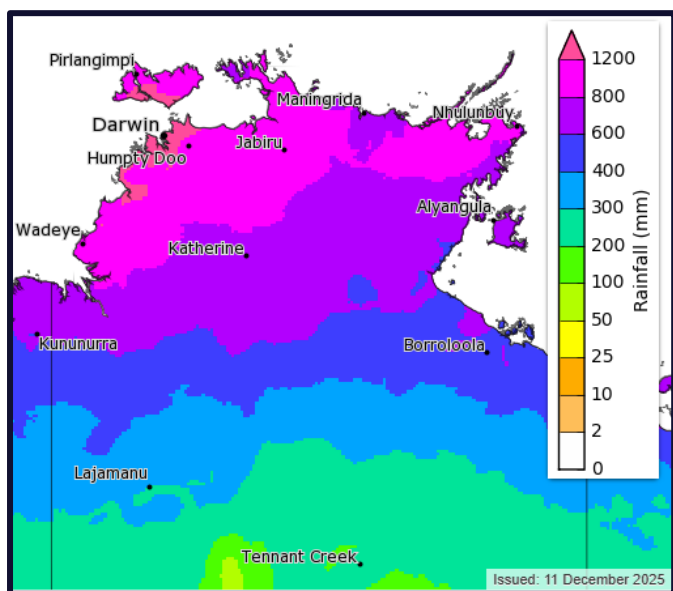 Pirlangimpi
Maningrida
Nhulunbuy
Darwin
Humpty Doo
Jabiru
Alyangula
Wadeye
Katherine
Kununurra
Borroloola
Lajamanu
Tennant Creek
1200
800
600
400
300
200
100
50
25
10
2
0
Rainfall (mm)
Issued: 11 December 2025